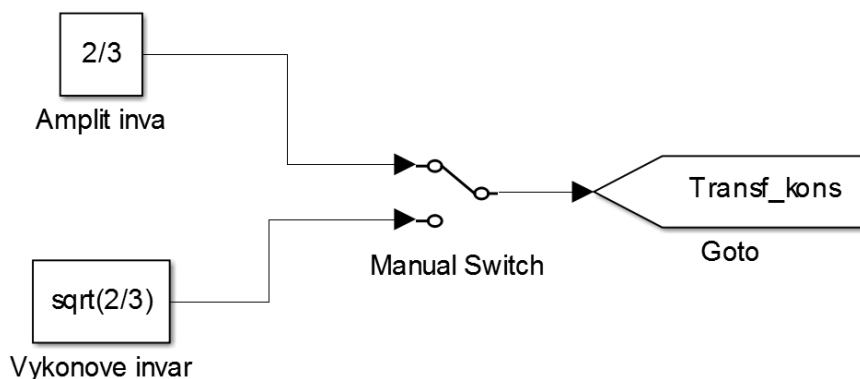 2/3
Amplit inva
Transf_kons
Manual Switch
Goto
sqrt(2/3)
Vykonove invar